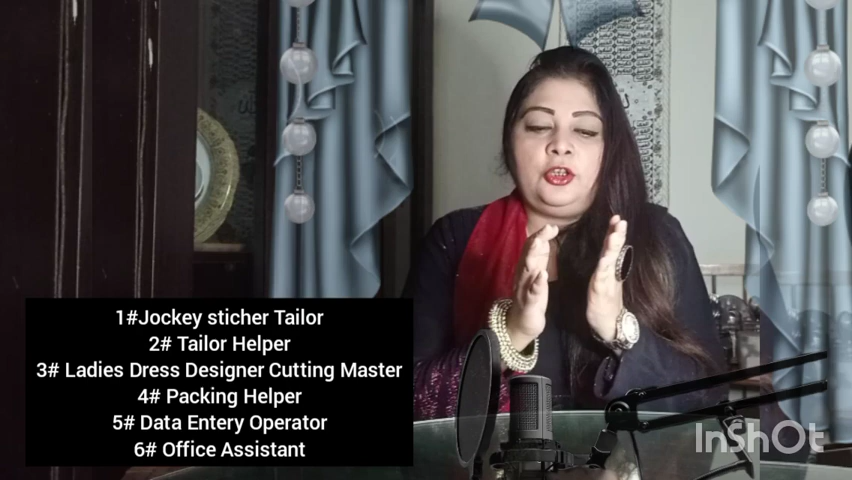 1#Jockey sticher Tailor
2# Tailor Helper
3# Ladies Dress Designer Cutting Master
4# Packing Helper
5# Data Entery Operator
6# Office Assistant
InShOt